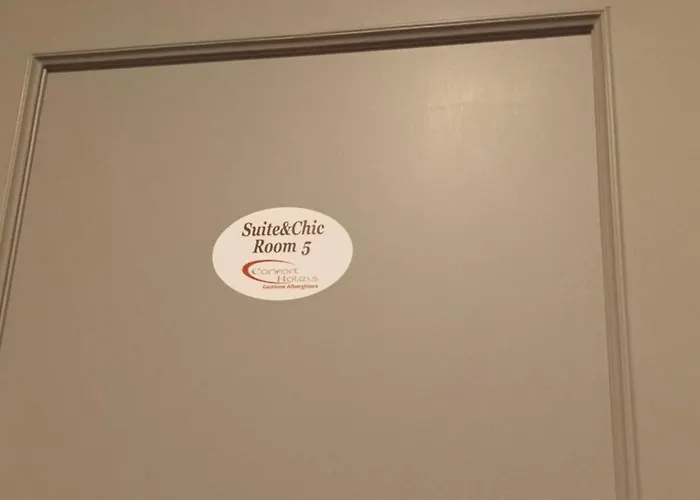 Suite&Chic
Room 5
Confort
Hotels
Gestione Alberghiera